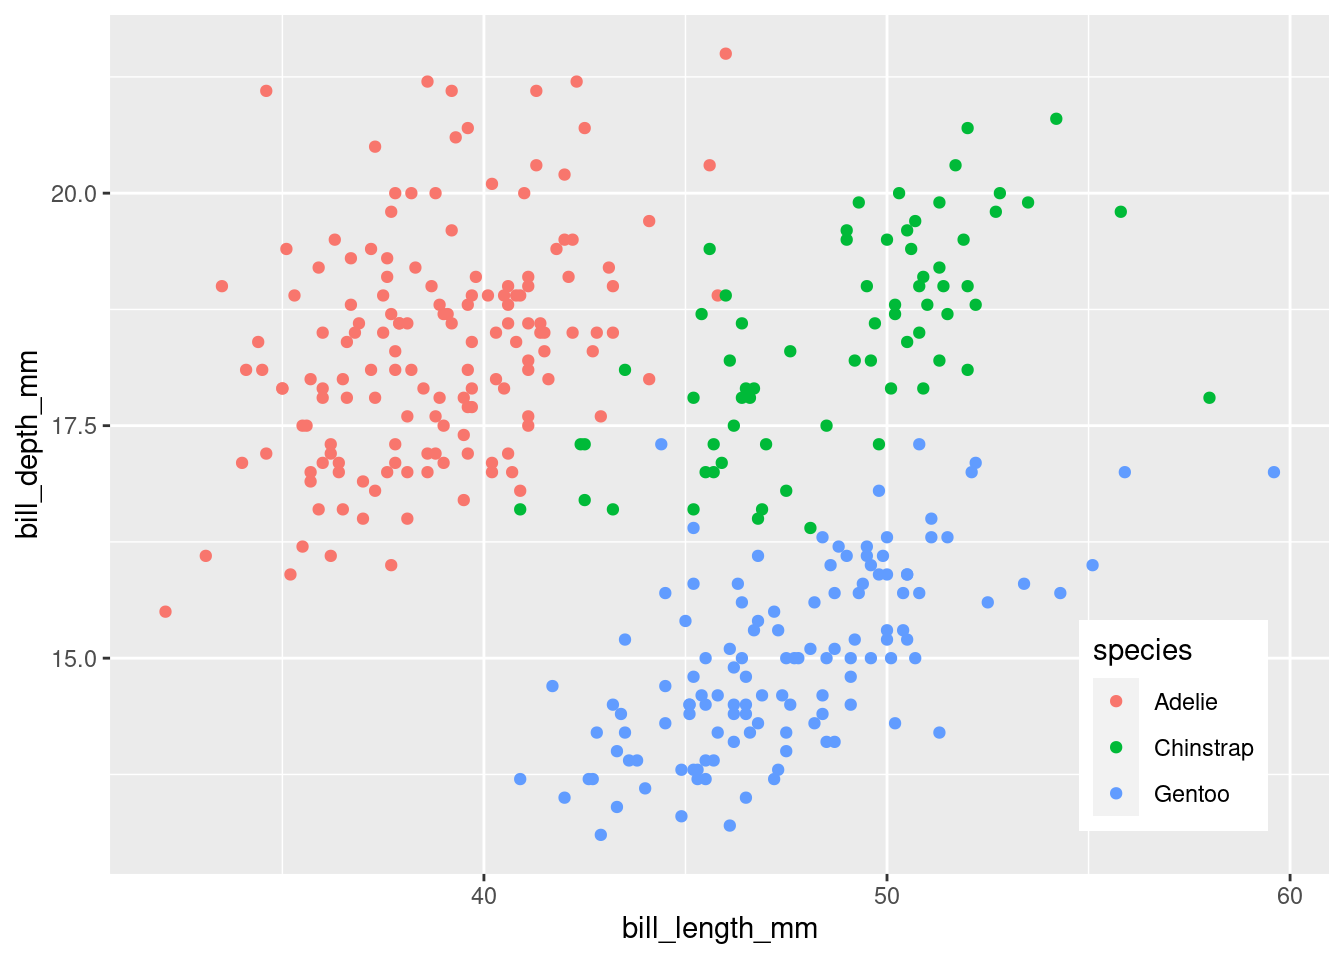 bill_depth_mm
20.0
17.5
15.0
40
50
60
bill_length_mm
species
Adelie
Chinstrap
Gentoo